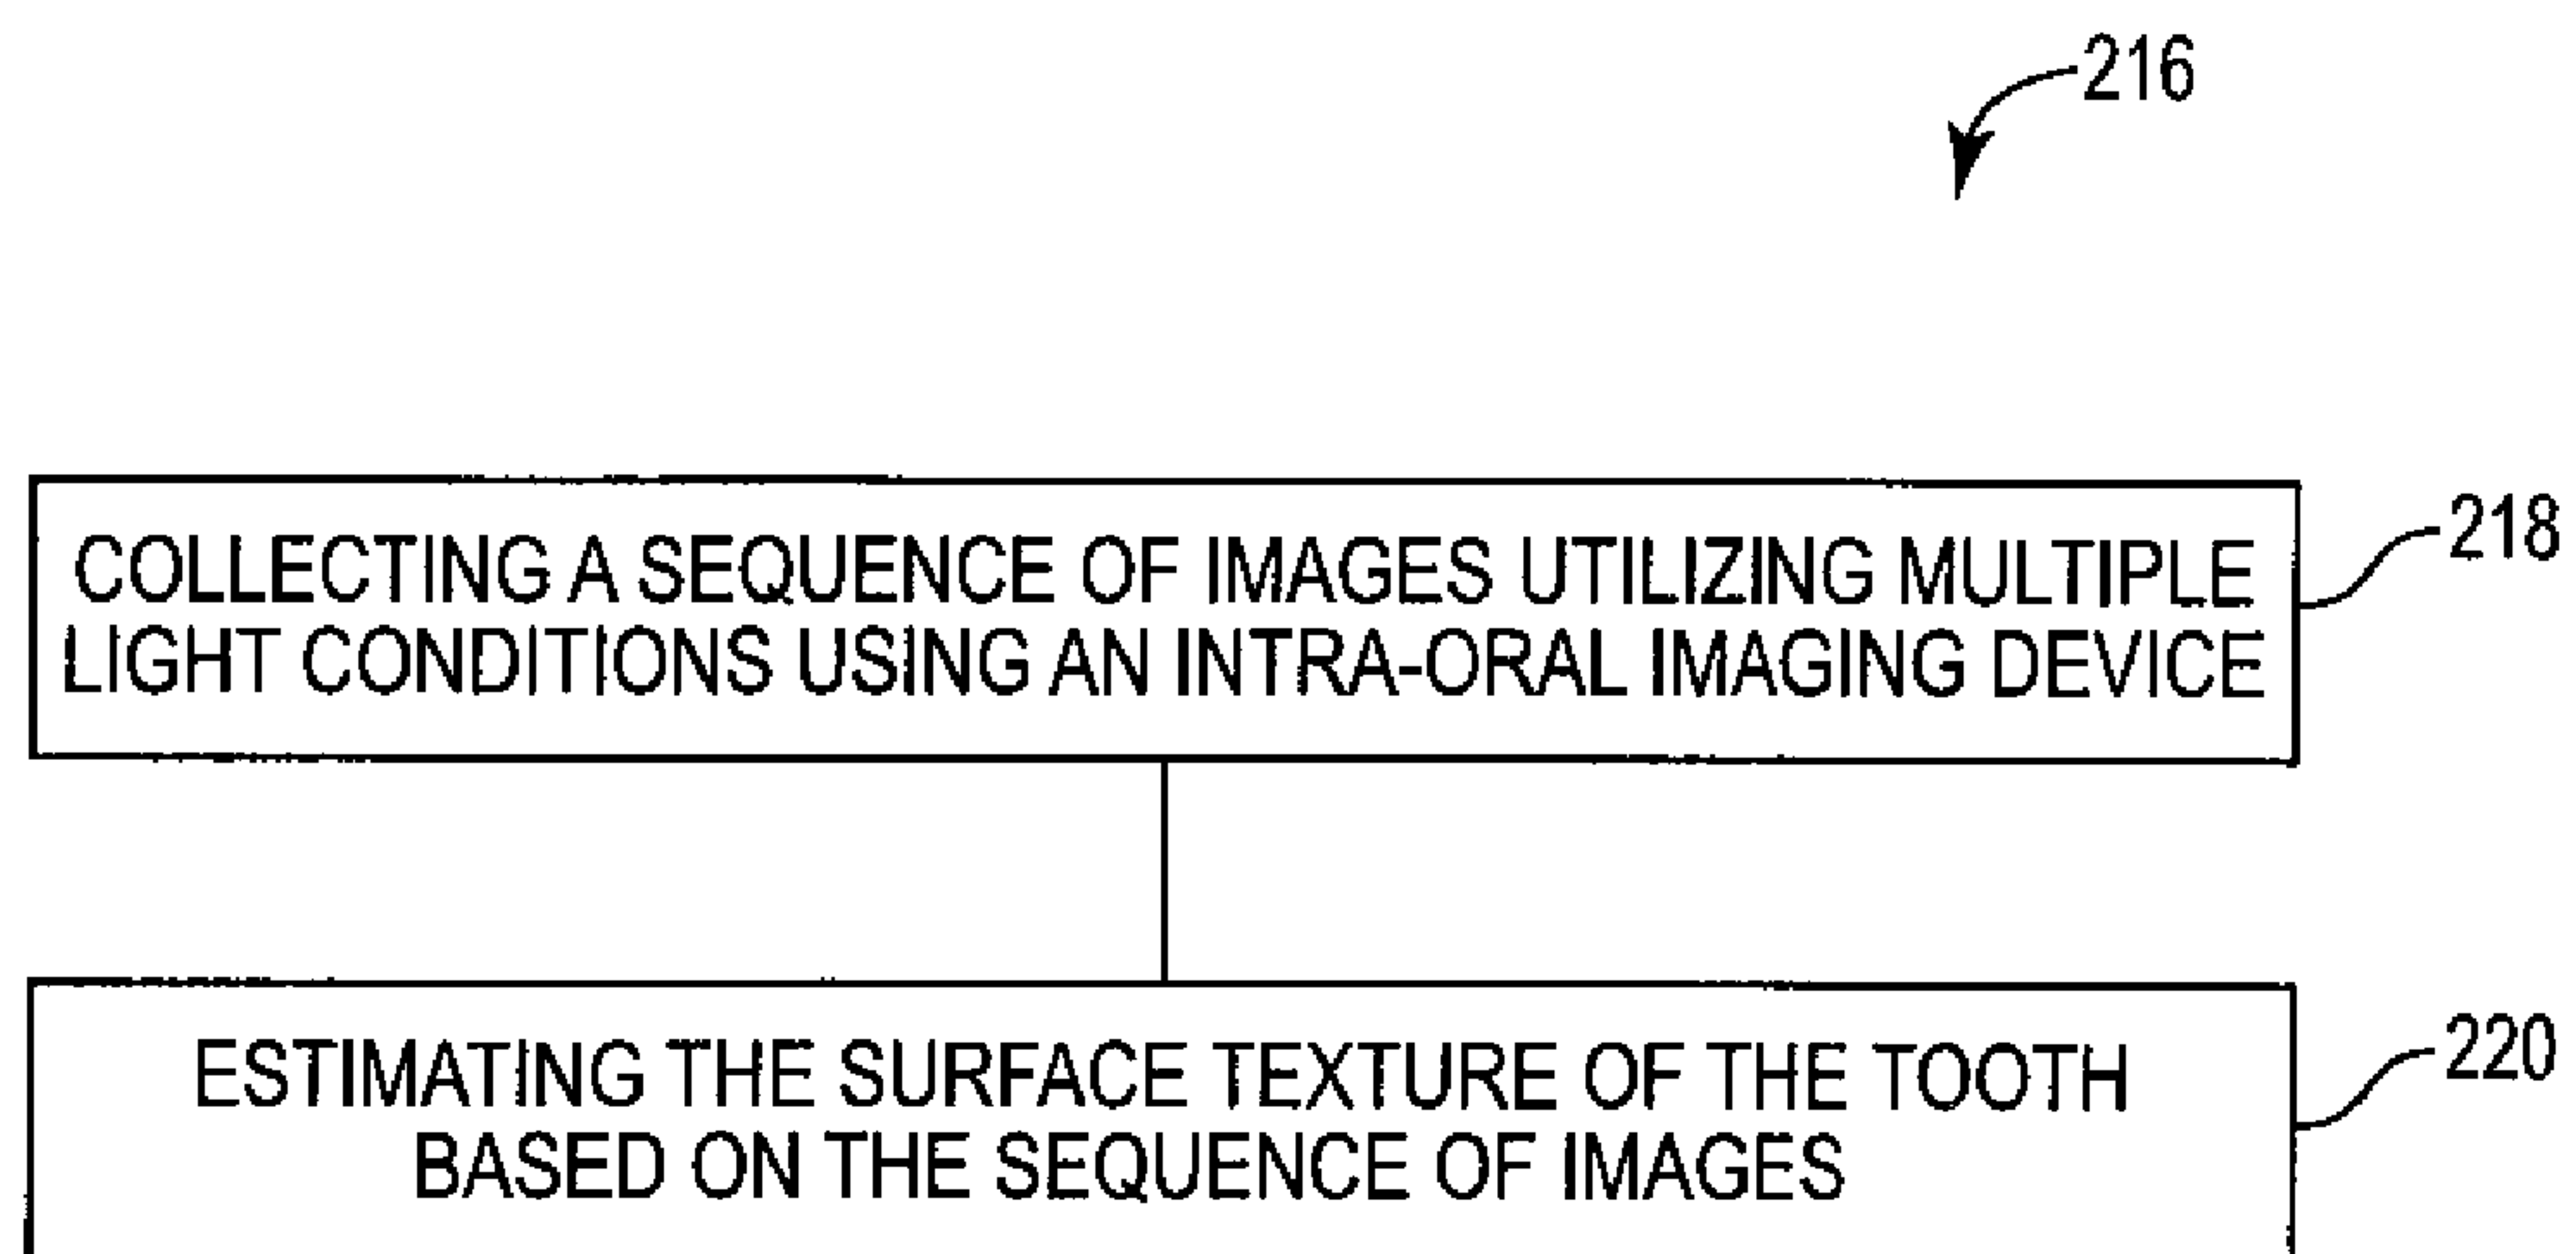 216
COLLECTING A SEQUENCE OF IMAGES UTILIZING MULTIPLE
LIGHT CONDITIONS USING AN INTRA-ORAL IMAGING DEVICE
218
ESTIMATING THE SURFACE TEXTURE OF THE TOOTH
BASED ON THE SEQUENCE OF IMAGES
220